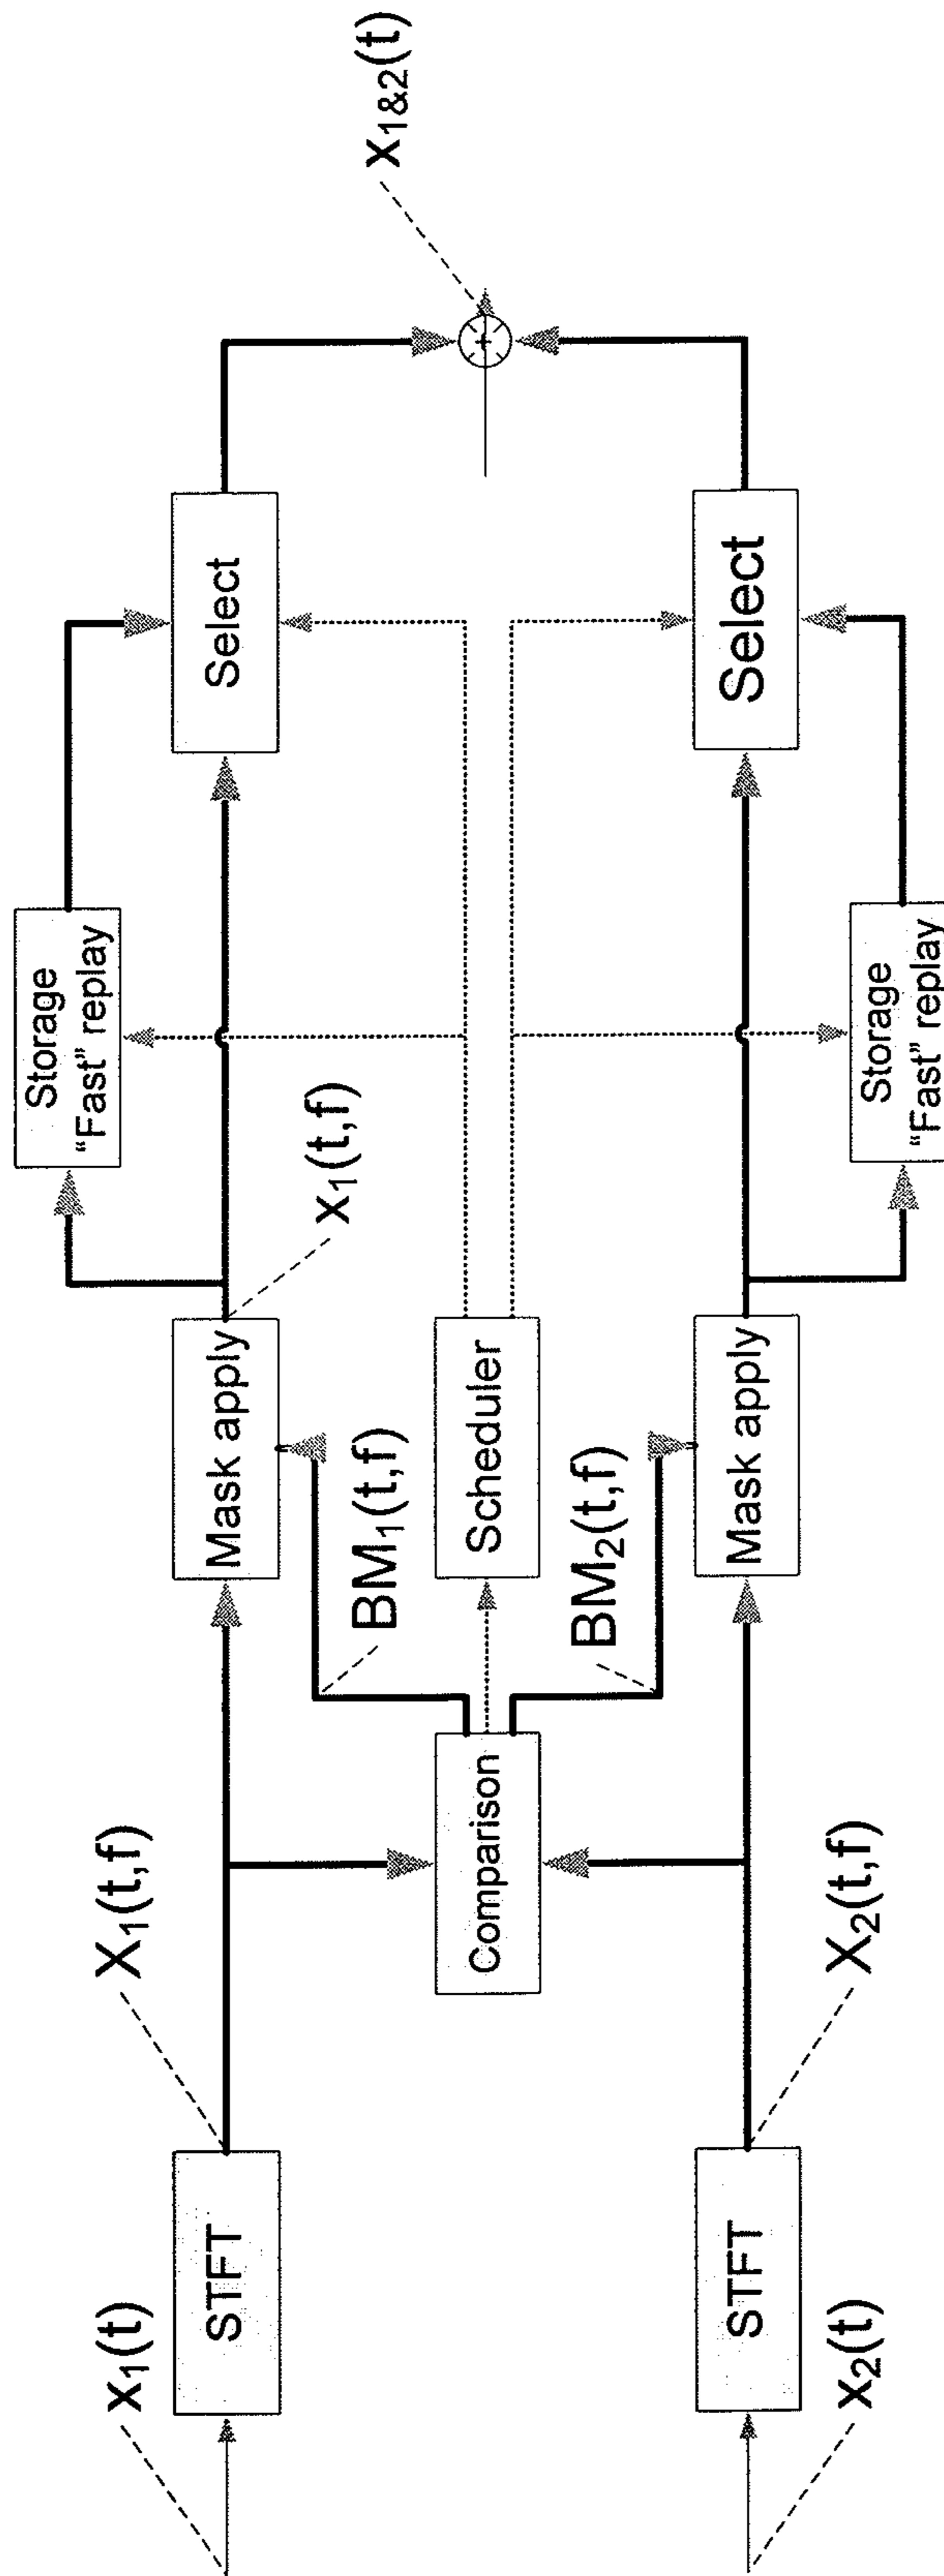 x₁(t)
STFT
X₁(t,f)
Mask apply
x₁(t,f)
Storage
“Fast” replay
Select
BM₁(t,f)
Comparison
Scheduler
+
x₁&₂(t)
BM₂(t,f)
x₂(t)
STFT
X₂(t,f)
Mask apply
Storage
“Fast” replay
Select